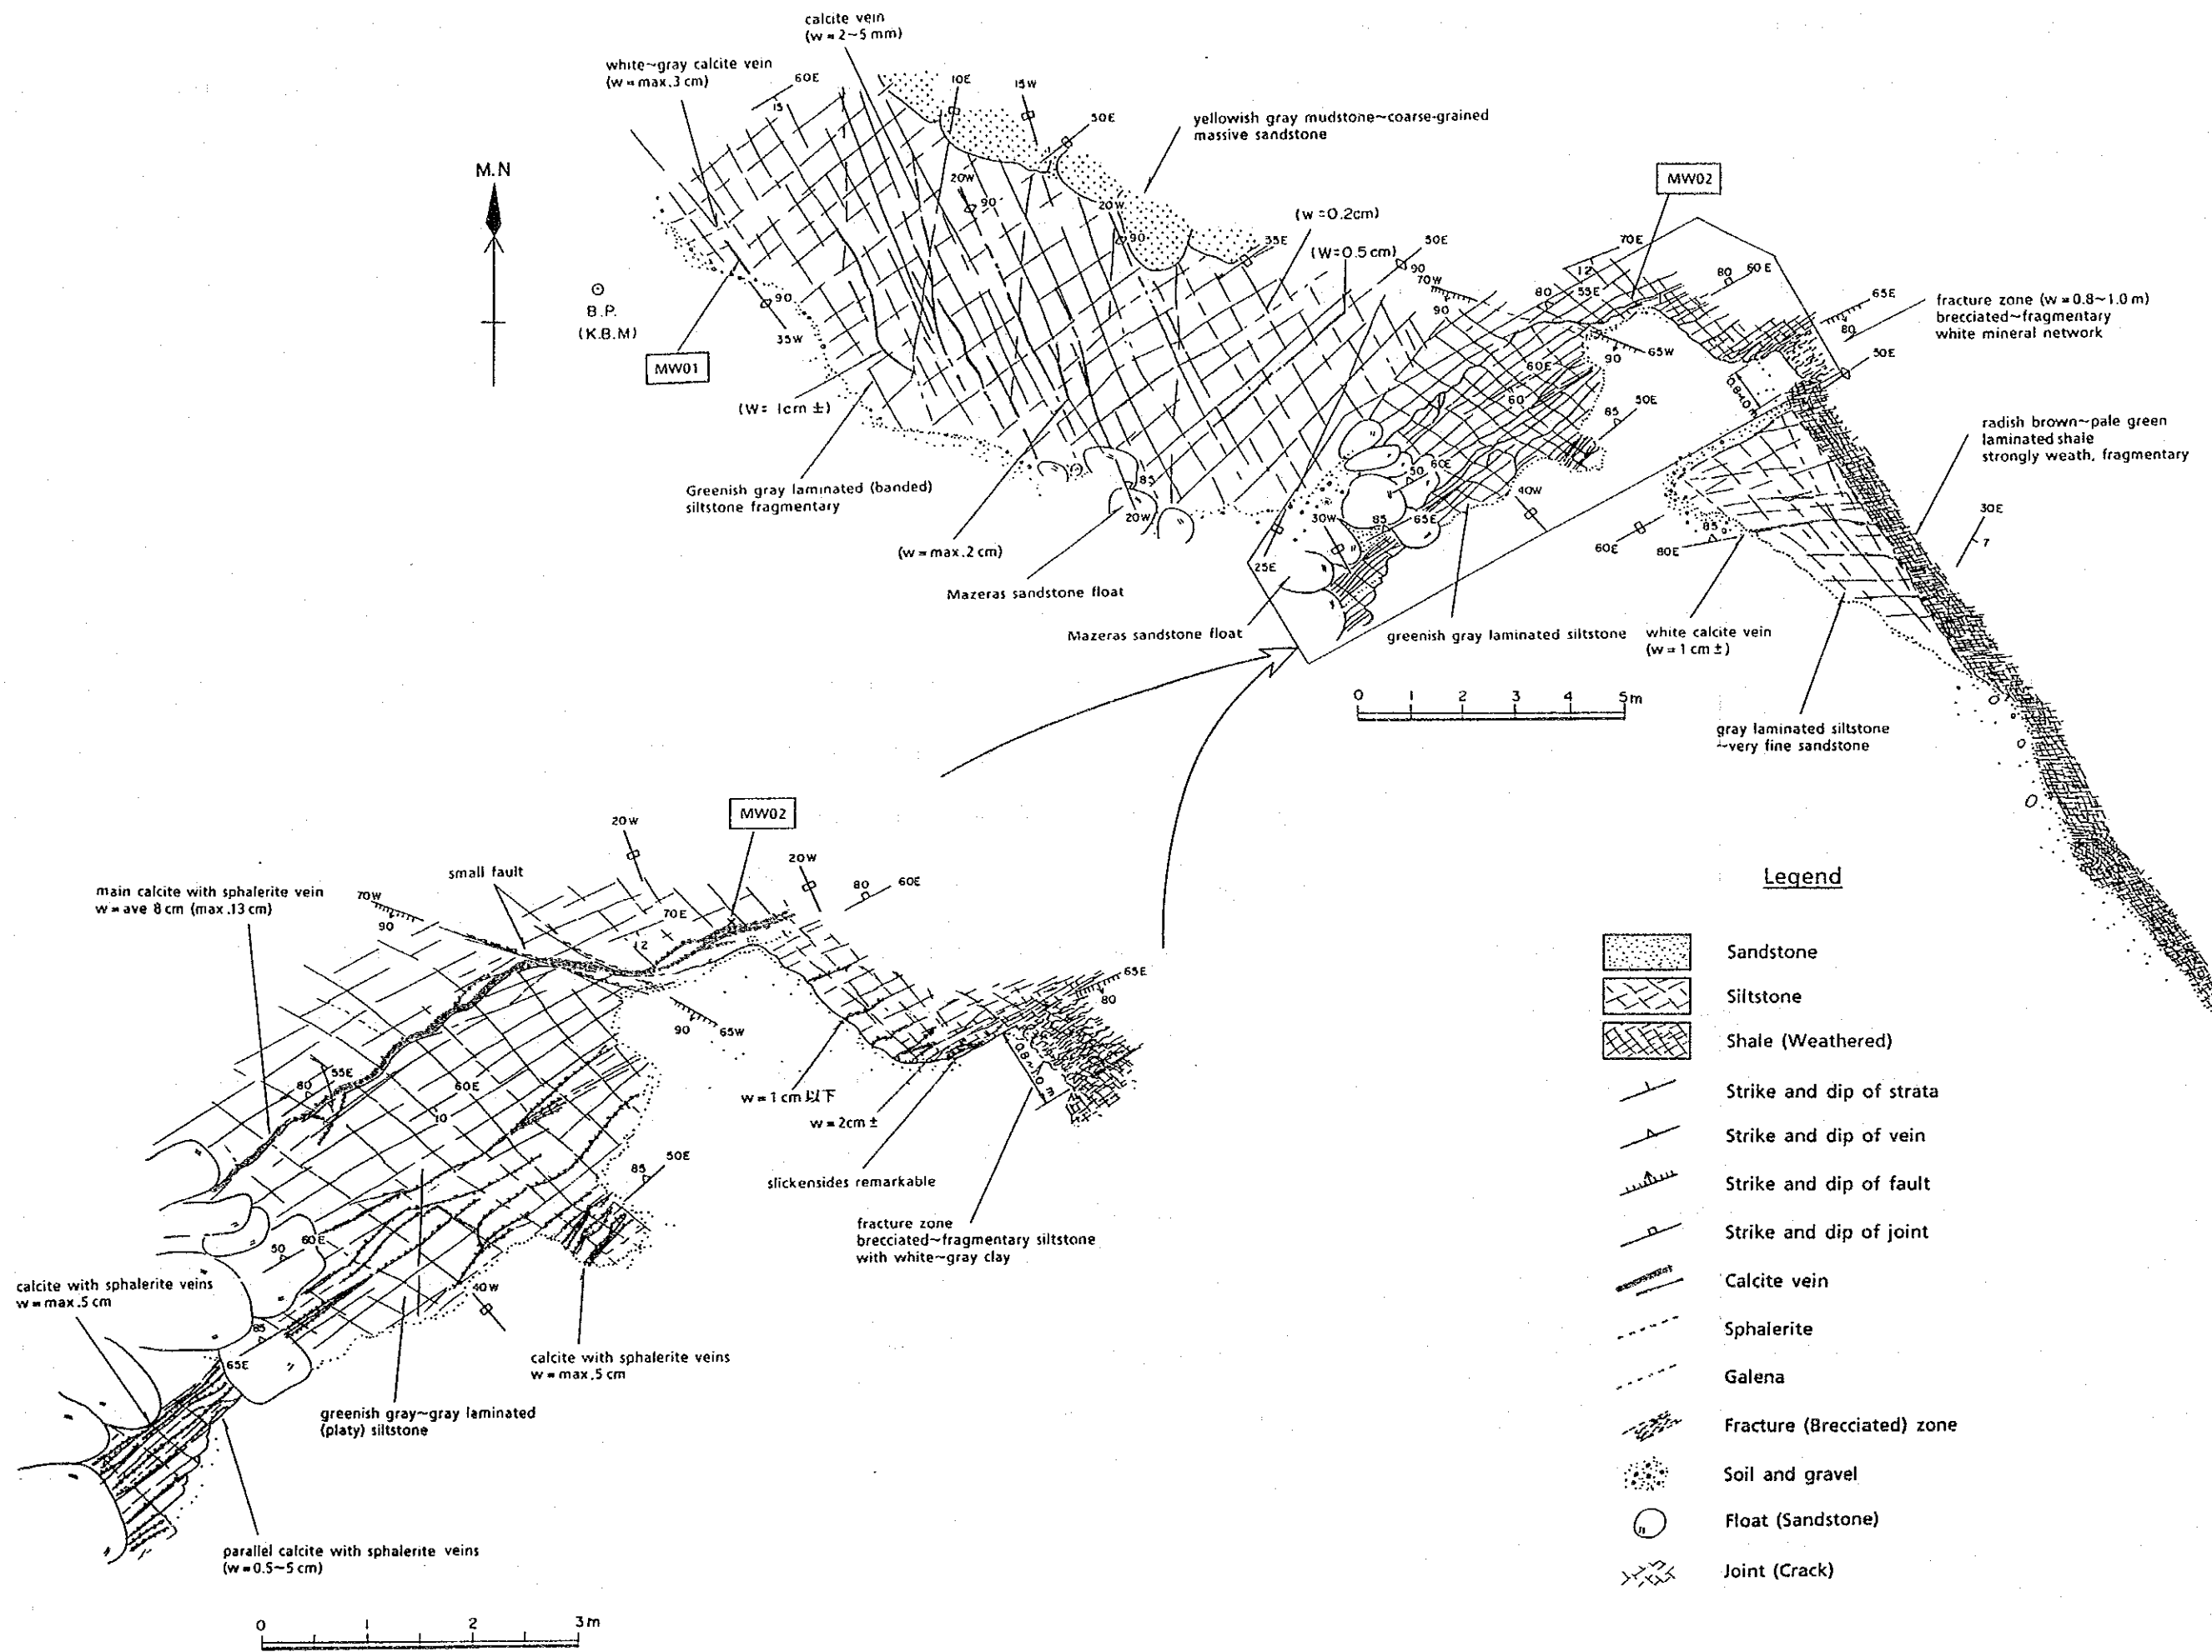 calcite vein
(w = 2~5 mm)
white~gray calcite vein
(w = max.3 cm)
60E
15
10E
15W
50E
yellowish gray mudstone~coarse-grained
massive sandstone
M.N
MW02
20W
90
20W
90
(w = 0.2cm)
35E
(W=0.5 cm)
50E
90
70W
90
70E
12
80
60E
80
55E
65E
80
fracture zone (w = 0.8~1.0 m)
brecciated~fragmentary
white mineral network
B.P.
(K.B.M)
90
35W
MW01
65W
90
50E
60E
60
85
50E
(W= 1cm ±)
radish brown~pale green
laminated shale
strongly weath, fragmentary
Greenish gray laminated (banded)
siltstone fragmentary
85
20W
50
60E
40W
30W
85
65E
25E
85
60E
80E
30E
7
(w = max.2 cm)
Mazeras sandstone float
Mazeras sandstone float
greenish gray laminated siltstone
white calcite vein
(w = 1 cm ±)
0 1 2 3 4 5m
gray laminated siltstone
~very fine sandstone
MW02
20W
20W
80
60E
small fault
main calcite with sphalerite vein
w = ave 8 cm (max.13 cm)
70W
90
70E
12
65E
80
90
65W
0.8~1.0 m
80
55E
60E
10
w = 1 cm 以下
w = 2cm ±
85
50E
slickensides remarkable
fracture zone
brecciated~fragmentary siltstone
with white~gray clay
50
60E
calcite with sphalerite veins
w = max.5 cm
40W
85
65E
calcite with sphalerite veins
w = max.5 cm
greenish gray~gray laminated
(platy) siltstone
parallel calcite with sphalerite veins
(w = 0.5~5 cm)
0 1 2 3m
Legend
Sandstone
Siltstone
Shale (Weathered)
Strike and dip of strata
Strike and dip of vein
Strike and dip of fault
Strike and dip of joint
Calcite vein
Sphalerite
Galena
Fracture (Brecciated) zone
Soil and gravel
Float (Sandstone)
Joint (Crack)